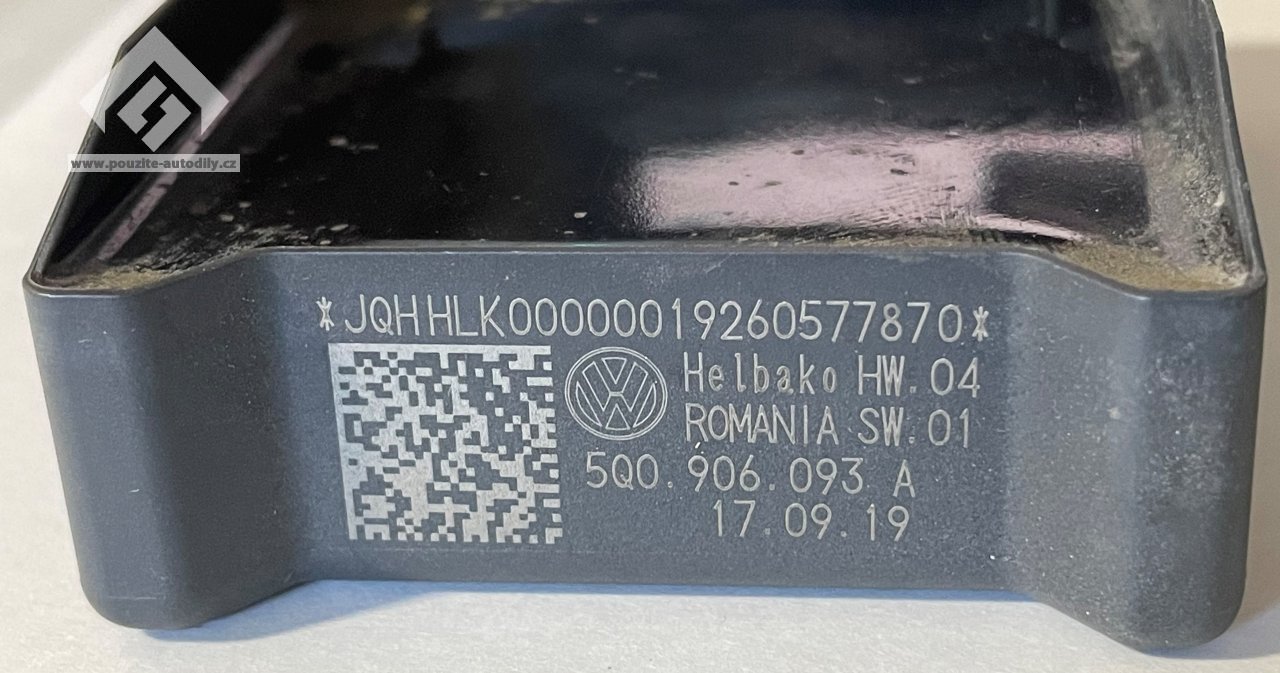 www.pouzite-autodily.cz
*JQHHLK00000019260577870*
Helbako HW.04
ROMANIA SW.01
5Q0.906.093 A
17.09.19